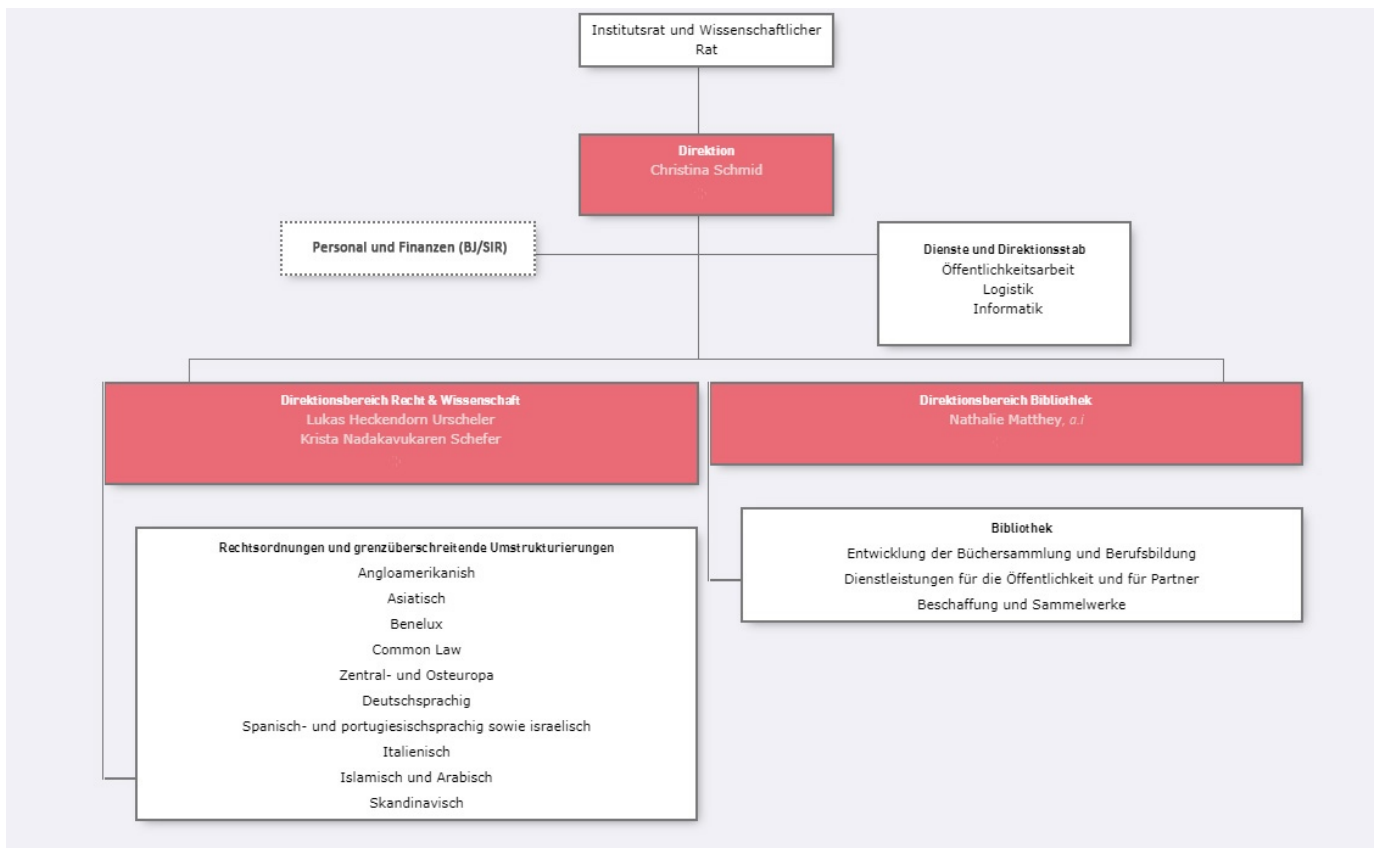 Institutsrat und Wissenschaftlicher
Rat
Direktion
Christina Schmid
Personal und Finanzen (BJ/SIR)
Dienste und Direktionsstab
Öffentlichkeitsarbeit
Logistik
Informatik
Direktionsbereich Recht & Wissenschaft
Lukas Heckendorn Urscheler
Krista Nadakavukaren Schefer
Direktionsbereich Bibliothek
Nathalie Matthey, a.i
Rechtsordnungen und grenzüberschreitende Umstrukturierungen
Angloamerikanish
Asiatisch
Benelux
Common Law
Zentral- und Osteuropa
Deutschsprachig
Spanisch- und portugiesischsprachig sowie israelisch
Italienisch
Islamisch und Arabisch
Skandinavisch
Bibliothek
Entwicklung der Büchersammlung und Berufsbildung
Dienstleistungen für die Öffentlichkeit und für Partner
Beschaffung und Sammelwerke